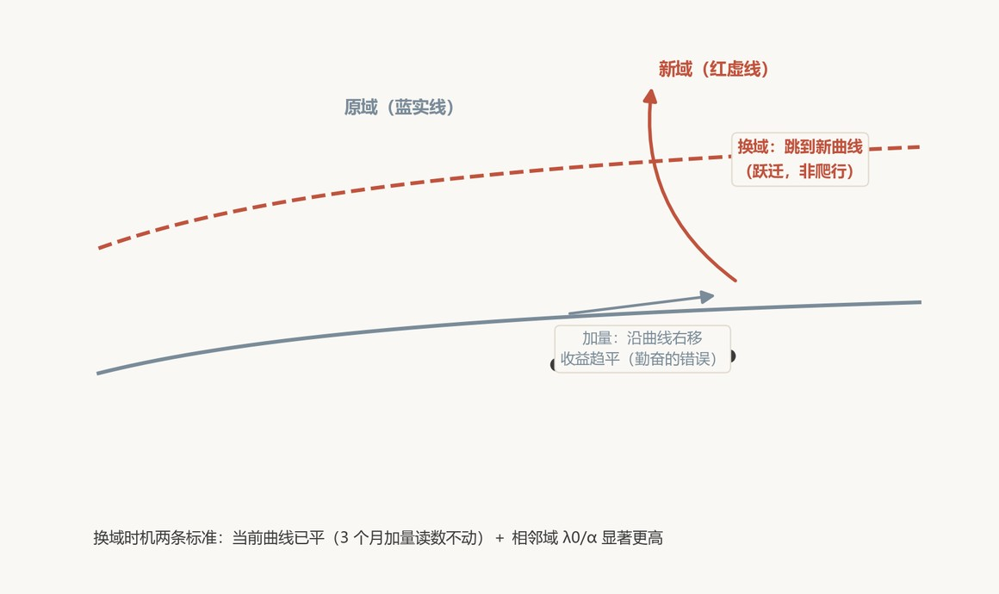 新域（红虚线）
原域（蓝实线）
换域：跳到新曲线
（跃迁，非爬行）
加量：沿曲线右移
收益趋平（勤奋的错误）
换域时机两条标准：当前曲线已平（3 个月加量读数不动） + 相邻域 λ0/α 显著更高